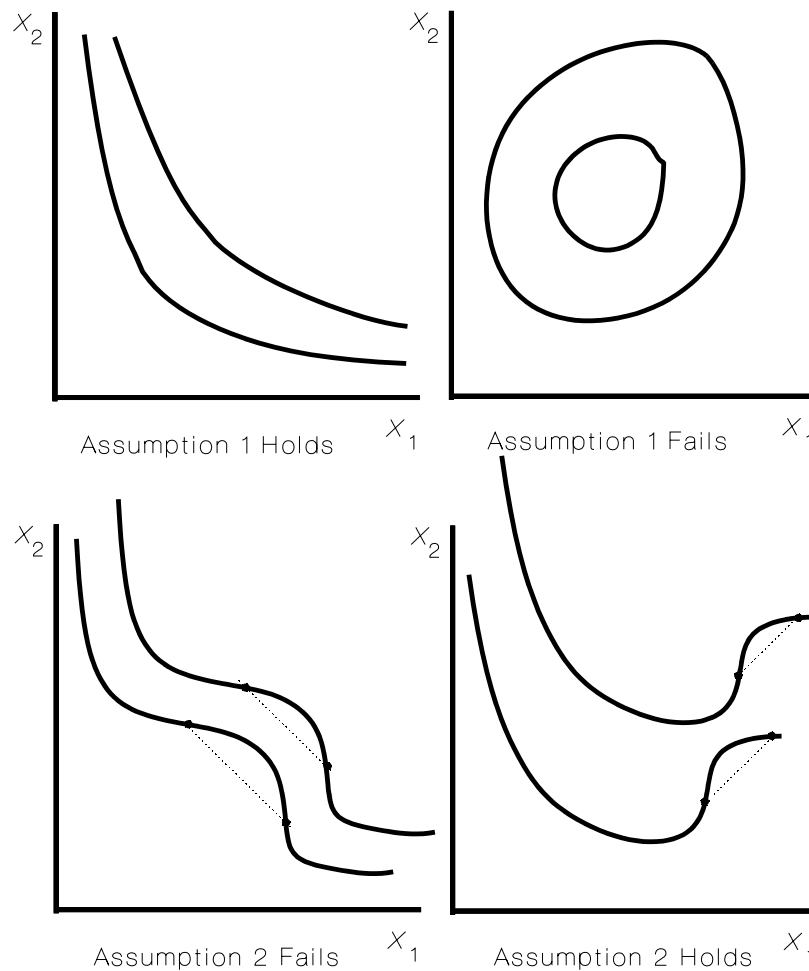 X2
X2
Assumption 1 Holds X1
Assumption 1 Fails X
X2
X2
Assumption 2 Fails X1
Assumption 2 Holds X